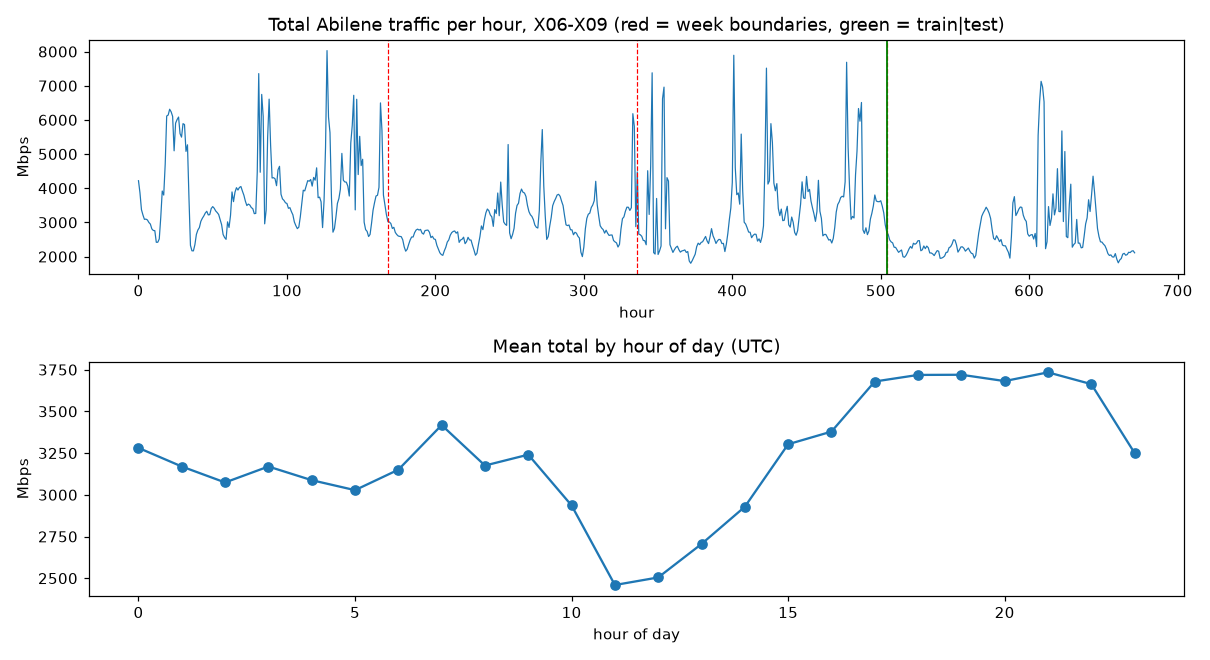 Total Abilene traffic per hour, X06-X09 (red = week boundaries, green = train|test)
8000
7000
6000
5000
4000
3000
2000
Mbps
0 100 200 300 400 500 600 700
hour
Mean total by hour of day (UTC)
3750
3500
3250
3000
2750
2500
Mbps
0 5 10 15 20
hour of day